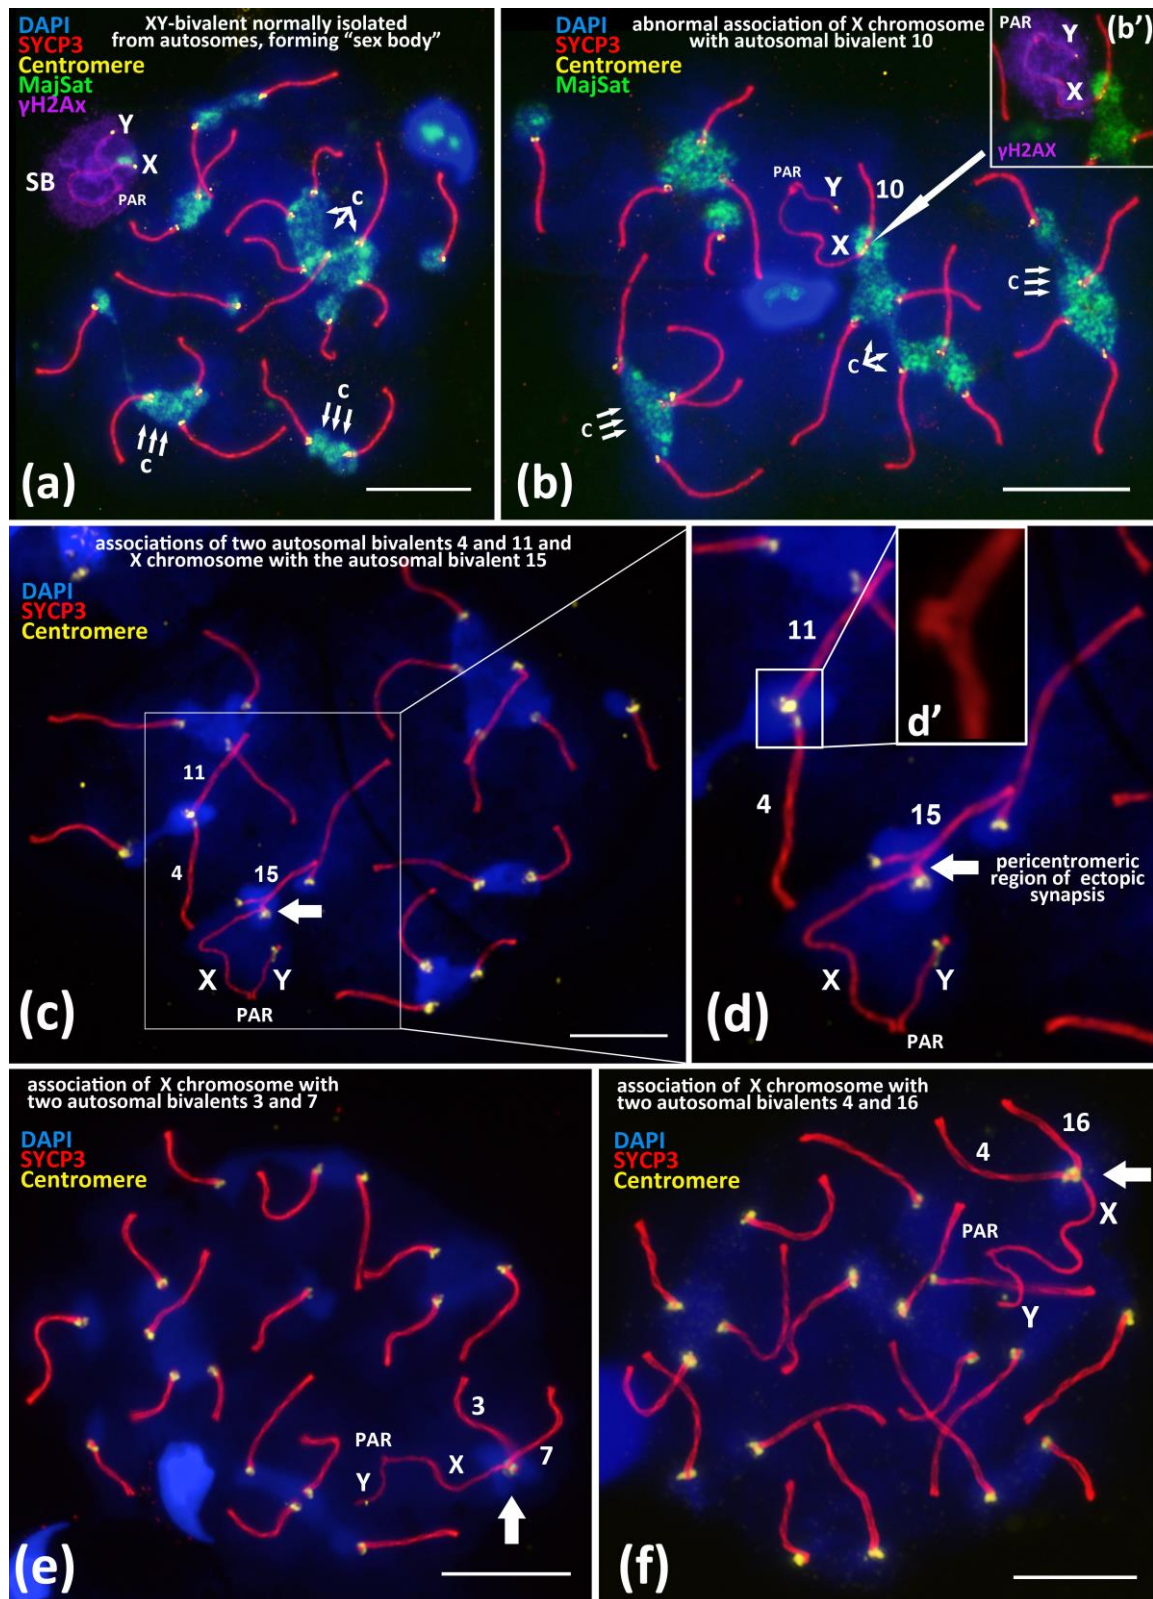 DAPI
SYCP3
Centromere
MajSat
γH2Ax
XY-bivalent normally isolated
from autosomes, forming “sex body”
Y
X
SB
PAR
c
c
c
(a)
DAPI
SYCP3
Centromere
MajSat
abnormal association of X chromosome
with autosomal bivalent 10
PAR
Y
X
(b’)
γH2AX
PAR
Y
10
X
c
c
c
(b)
associations of two autosomal bivalents 4 and 11 and
X chromosome with the autosomal bivalent 15
DAPI
SYCP3
Centromere
11
4
15
X
Y
PAR
(c)
11
d’
4
15
pericentromeric
region of ectopic
synapsis
X
Y
PAR
(d)
association of X chromosome with
two autosomal bivalents 3 and 7
DAPI
SYCP3
Centromere
3
7
PAR
X
Y
(e)
association of X chromosome with
two autosomal bivalents 4 and 16
DAPI
SYCP3
Centromere
16
4
X
PAR
Y
(f)